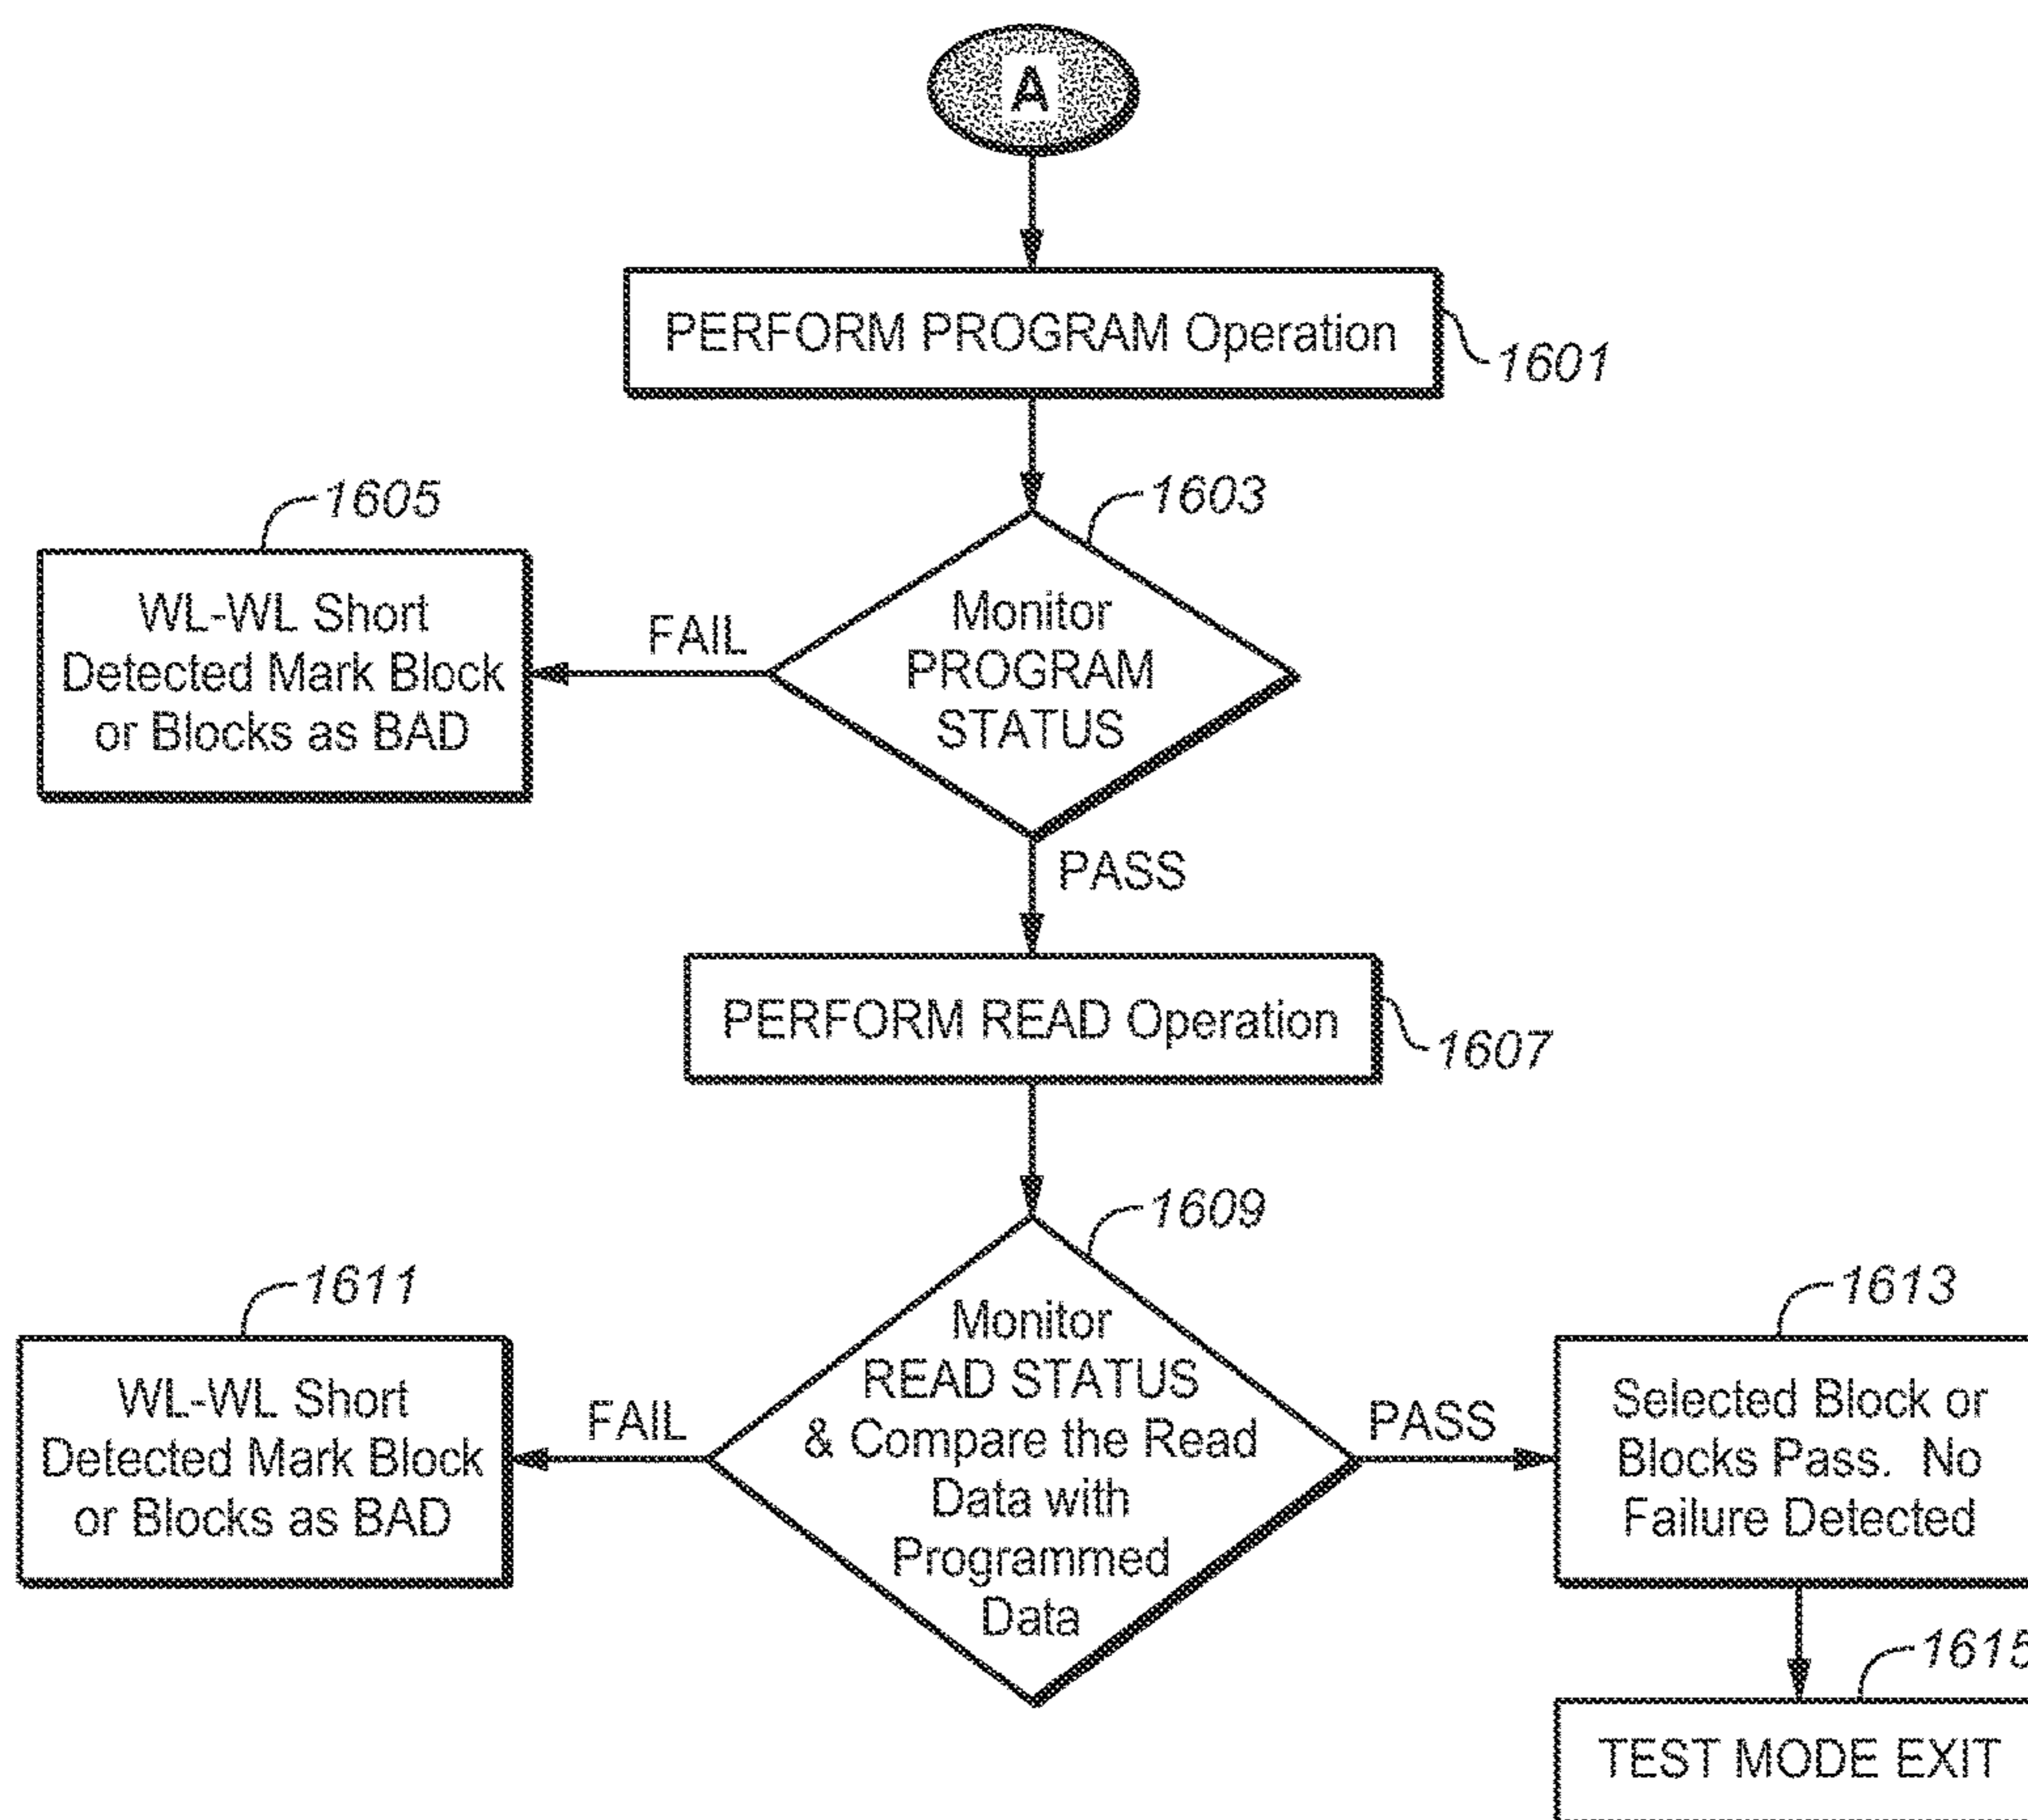 A
PERFORM PROGRAM Operation
1601
1603
1605
Monitor
PROGRAM
STATUS
FAIL
WL-WL Short
Detected Mark Block
or Blocks as BAD
PASS
PERFORM READ Operation
1607
1609
1611
1613
Monitor
READ STATUS
& Compare the Read
Data with
Programmed
Data
FAIL
WL-WL Short
Detected Mark Block
or Blocks as BAD
PASS
Selected Block or
Blocks Pass. No
Failure Detected
1615
TEST MODE EXIT